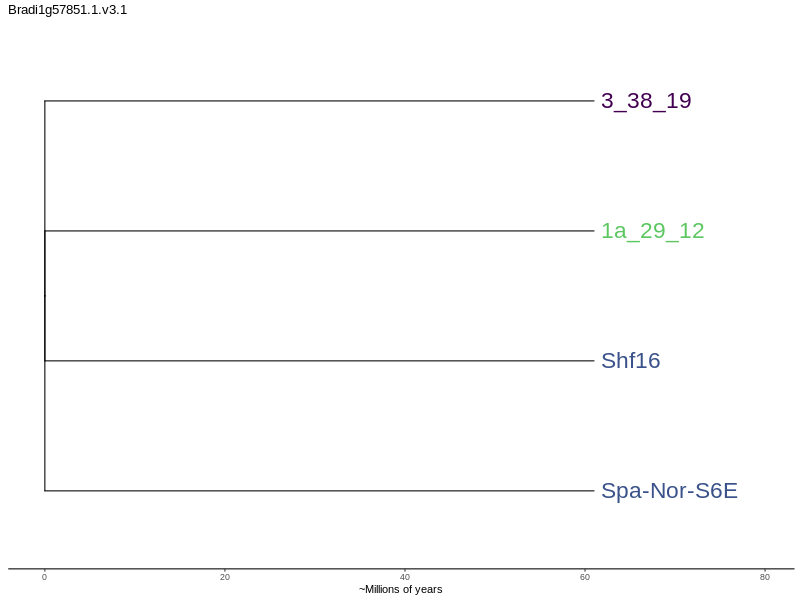 Bradi1g57851.1.v3.1
3_38_19
1a_29_12
Shf16
Spa-Nor-S6E
0 20 40 60 80
~Millions of years